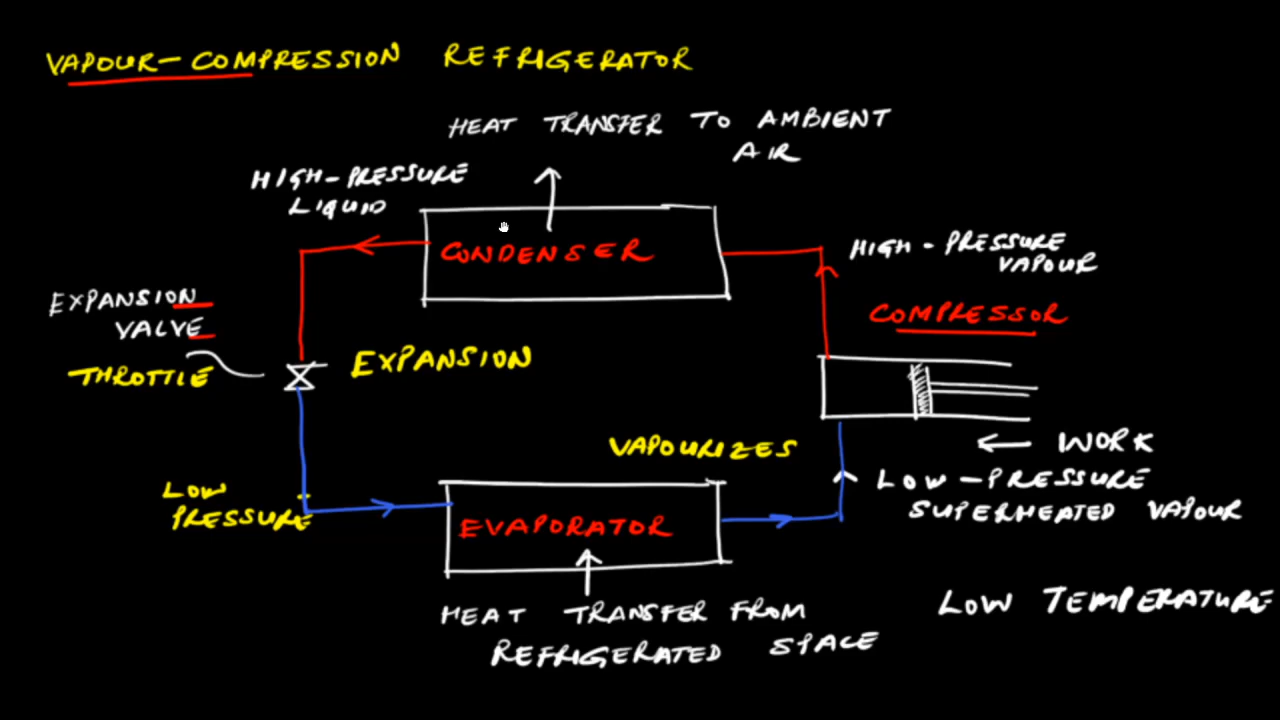 VAPOUR-COMPRESSION REFRIGERATOR
HEAT TRANSFER TO AMBIENT
AIR
HIGH-PRESSURE
LIQUID
CONDENSER
HIGH-PRESSURE
VAPOUR
COMPRESSOR
EXPANSION
VALVE
THROTTLE
EXPANSION
WORK
VAPOURIZES
LOW-PRESSURE
SUPERHEATED VAPOUR
LOW
PRESSURE
EVAPORATOR
LOW TEMPERATURE
HEAT TRANSFER FROM
REFRIGERATED SPACE